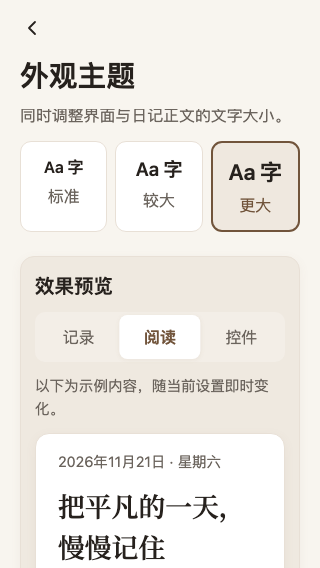 外观主题
同时调整界面与日记正文的文字大小。
Aa 字
标准
Aa 字
较大
Aa 字
更大
效果预览
记录
阅读
控件
以下为示例内容，随当前设置即时变
化。
2026年11月21日 · 星期六
把平凡的一天，
慢慢记住